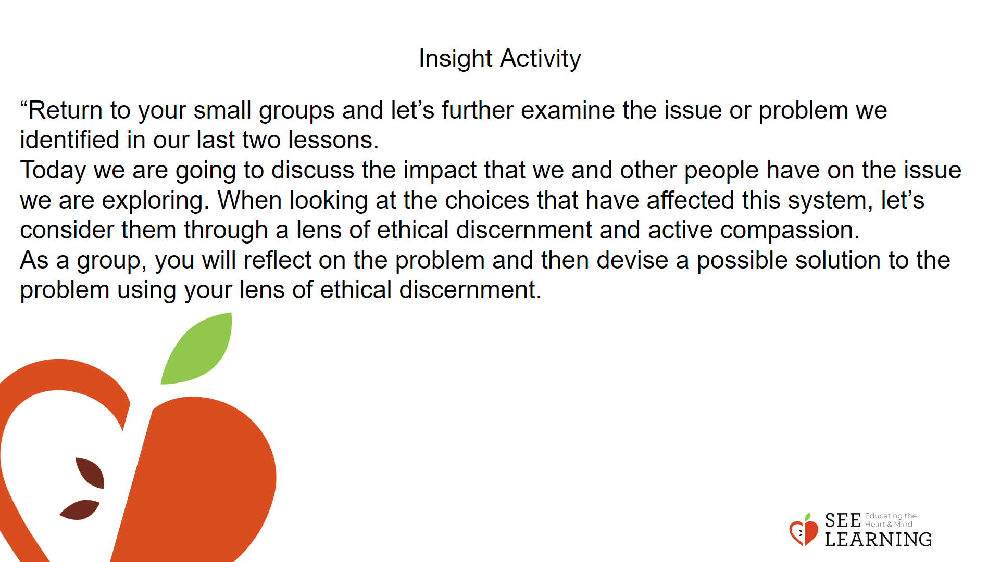 Insight Activity
“Return to your small groups and let’s further examine the issue or problem we
identified in our last two lessons.
Today we are going to discuss the impact that we and other people have on the issue
we are exploring. When looking at the choices that have affected this system, let’s
consider them through a lens of ethical discernment and active compassion.
As a group, you will reflect on the problem and then devise a possible solution to the
problem using your lens of ethical discernment.
SEE Educating the
Heart & Mind
LEARNING